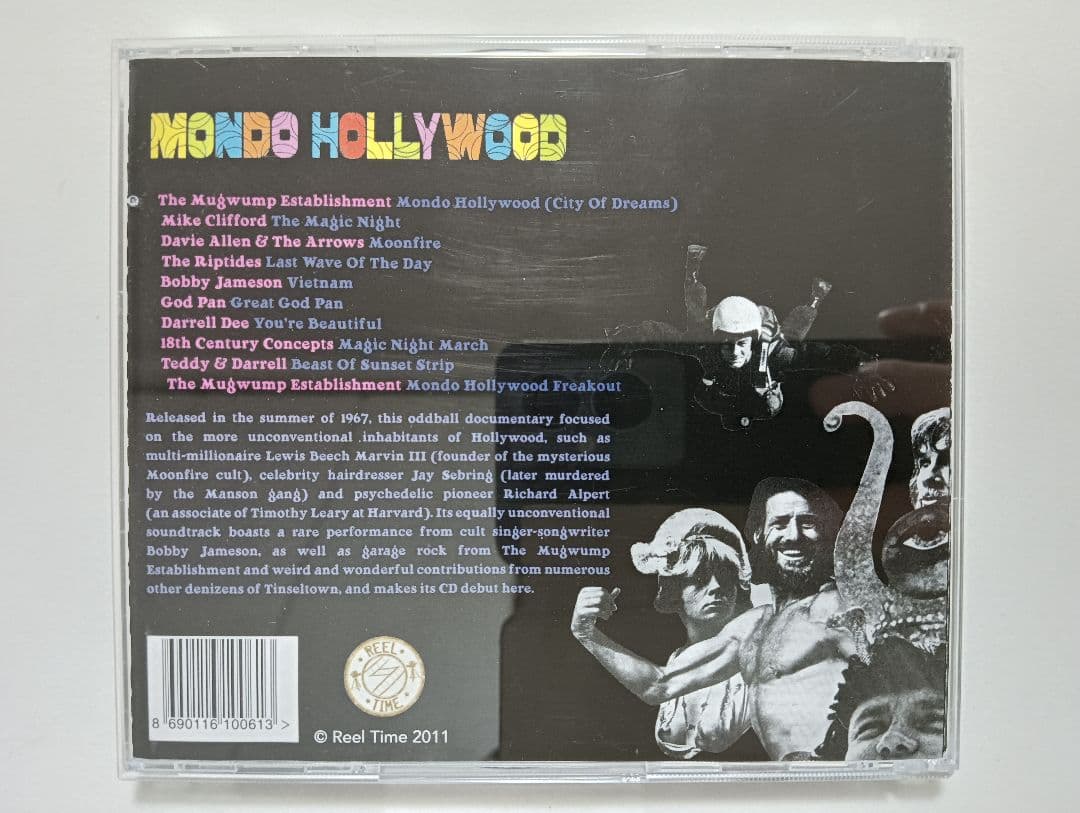 MONDO HOLLYWOOD
The Mugwump Establishment Mondo Hollywood (City Of Dreams)
Mike Clifford The Magic Night
Davie Allen & The Arrows Moonfire
The Riptides Last Wave Of The Day
Bobby Jameson Vietnam
God Pan Great God Pan
Darrell Dee You're Beautiful
18th Century Concepts Magic Night March
Teddy & Darrell Beast Of Sunset Strip
The Mugwump Establishment Mondo Hollywood Freakout
Released in the summer of 1967, this oddball documentary focused
on the more unconventional inhabitants of Hollywood, such as
multi-millionaire Lewis Beech Marvin III (founder of the mysterious
Moonfire cult), celebrity hairdresser Jay Sebring (later murdered
by the Manson gang) and psychedelic pioneer Richard Alpert
(an associate of Timothy Leary at Harvard). Its equally unconventional
soundtrack boasts a rare performance from cult singer-songwriter
Bobby Jameson, as well as garage rock from The Mugwump
Establishment and weird and wonderful contributions from numerous
other denizens of Tinseltown, and makes its CD debut here.
REEL
TIME
8 690116 100613 >
© Reel Time 2011